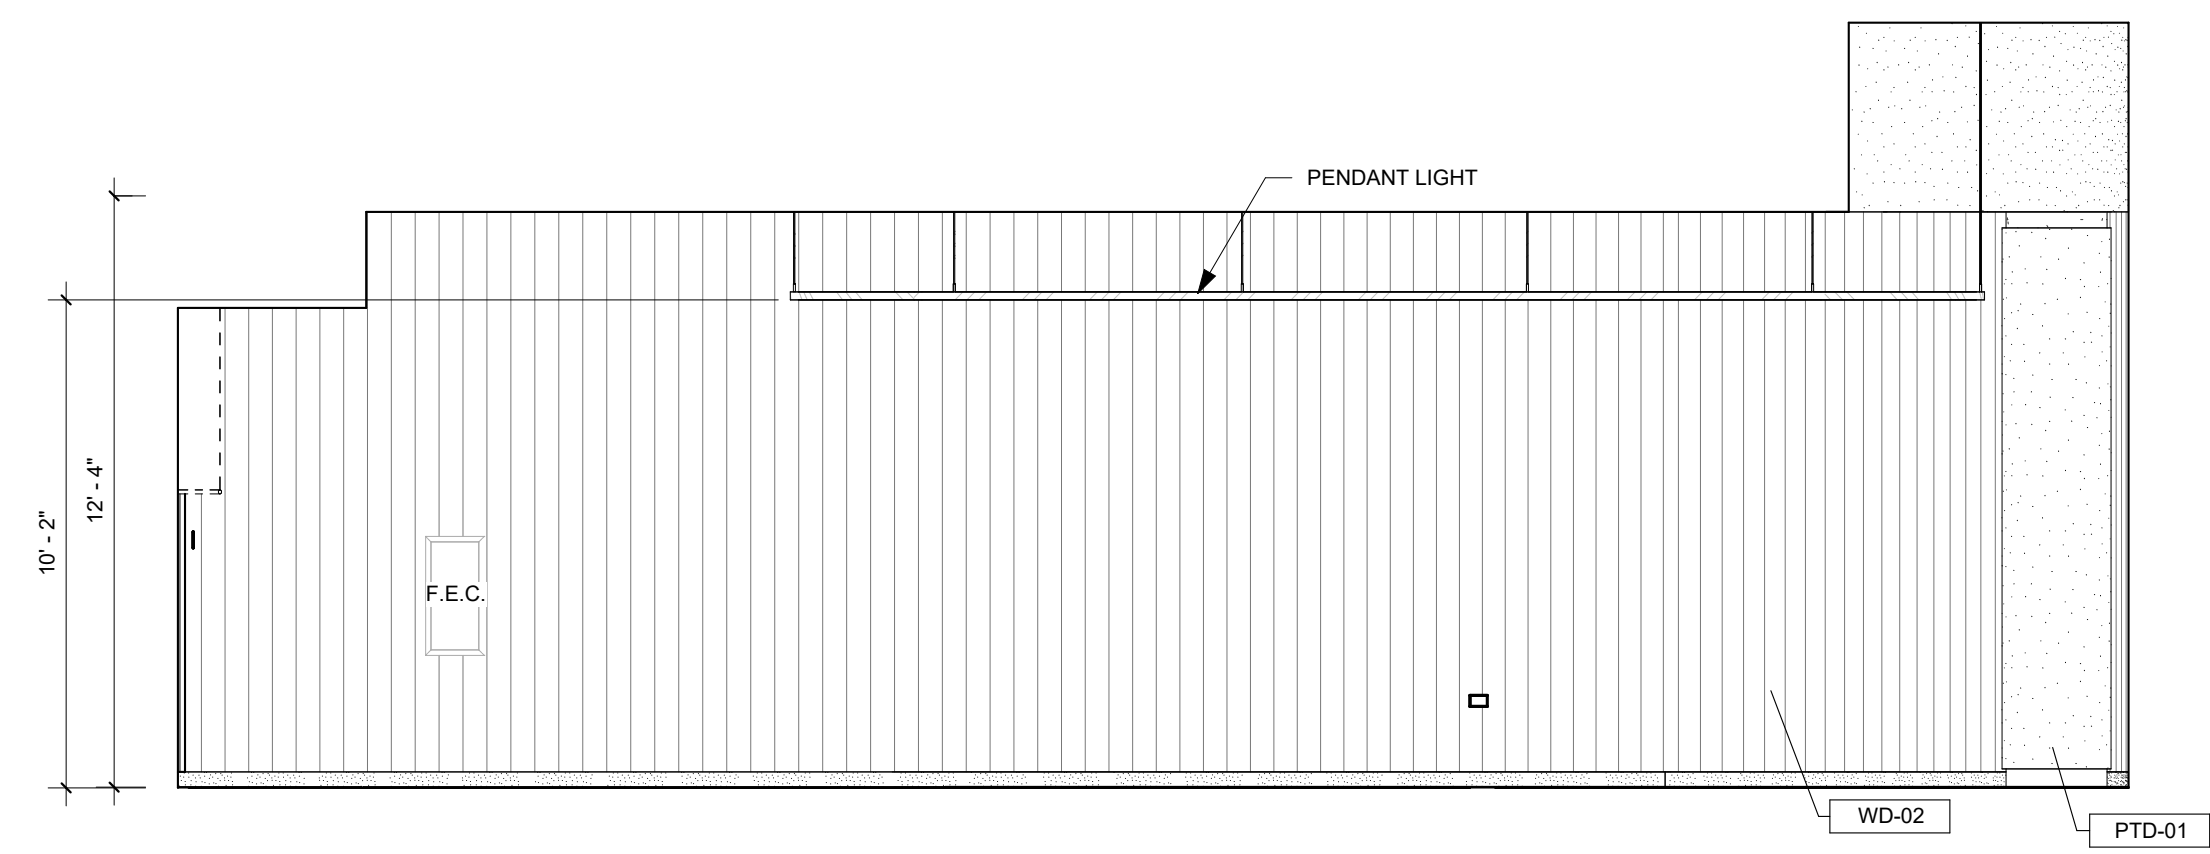 PENDANT LIGHT
12' - 4"
10' - 2"
F.E.C.
WD-02
PTD-01